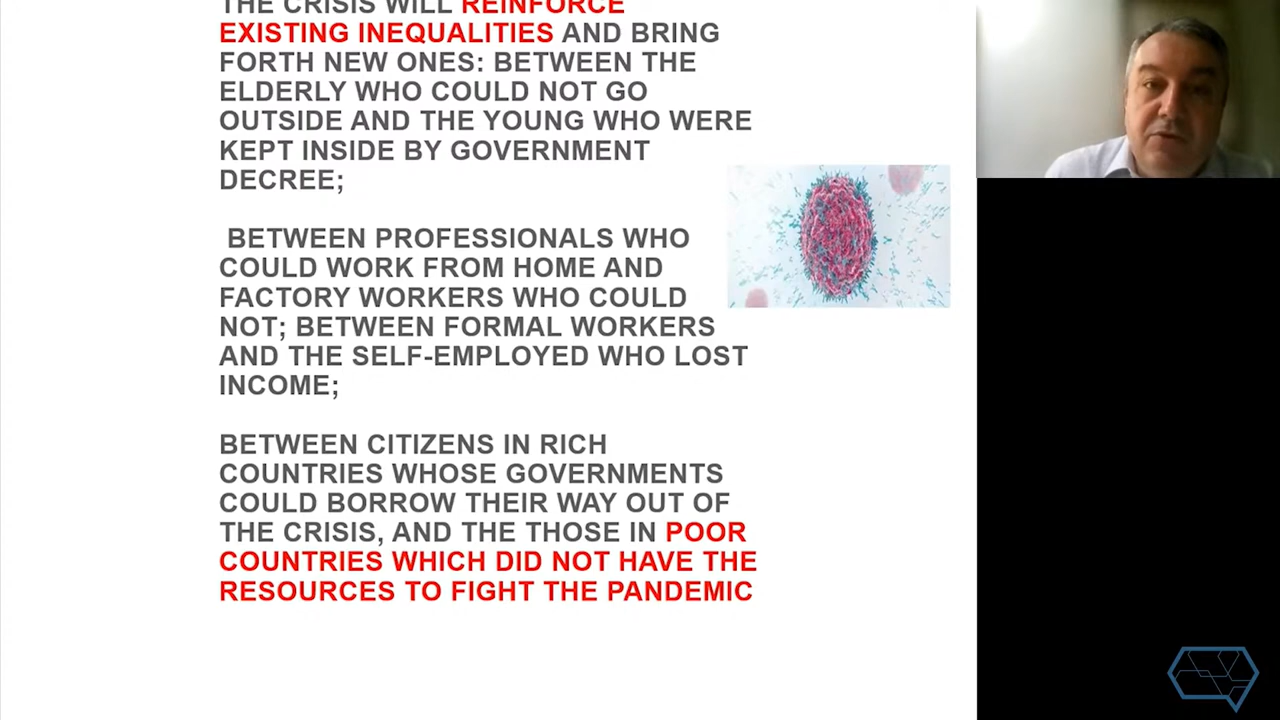 THE CRISIS WILL REINFORCE
EXISTING INEQUALITIES AND BRING
FORTH NEW ONES: BETWEEN THE
ELDERLY WHO COULD NOT GO
OUTSIDE AND THE YOUNG WHO WERE
KEPT INSIDE BY GOVERNMENT
DECREE;
BETWEEN PROFESSIONALS WHO
COULD WORK FROM HOME AND
FACTORY WORKERS WHO COULD
NOT; BETWEEN FORMAL WORKERS
AND THE SELF-EMPLOYED WHO LOST
INCOME;
BETWEEN CITIZENS IN RICH
COUNTRIES WHOSE GOVERNMENTS
COULD BORROW THEIR WAY OUT OF
THE CRISIS, AND THE THOSE IN POOR
COUNTRIES WHICH DID NOT HAVE THE
RESOURCES TO FIGHT THE PANDEMIC